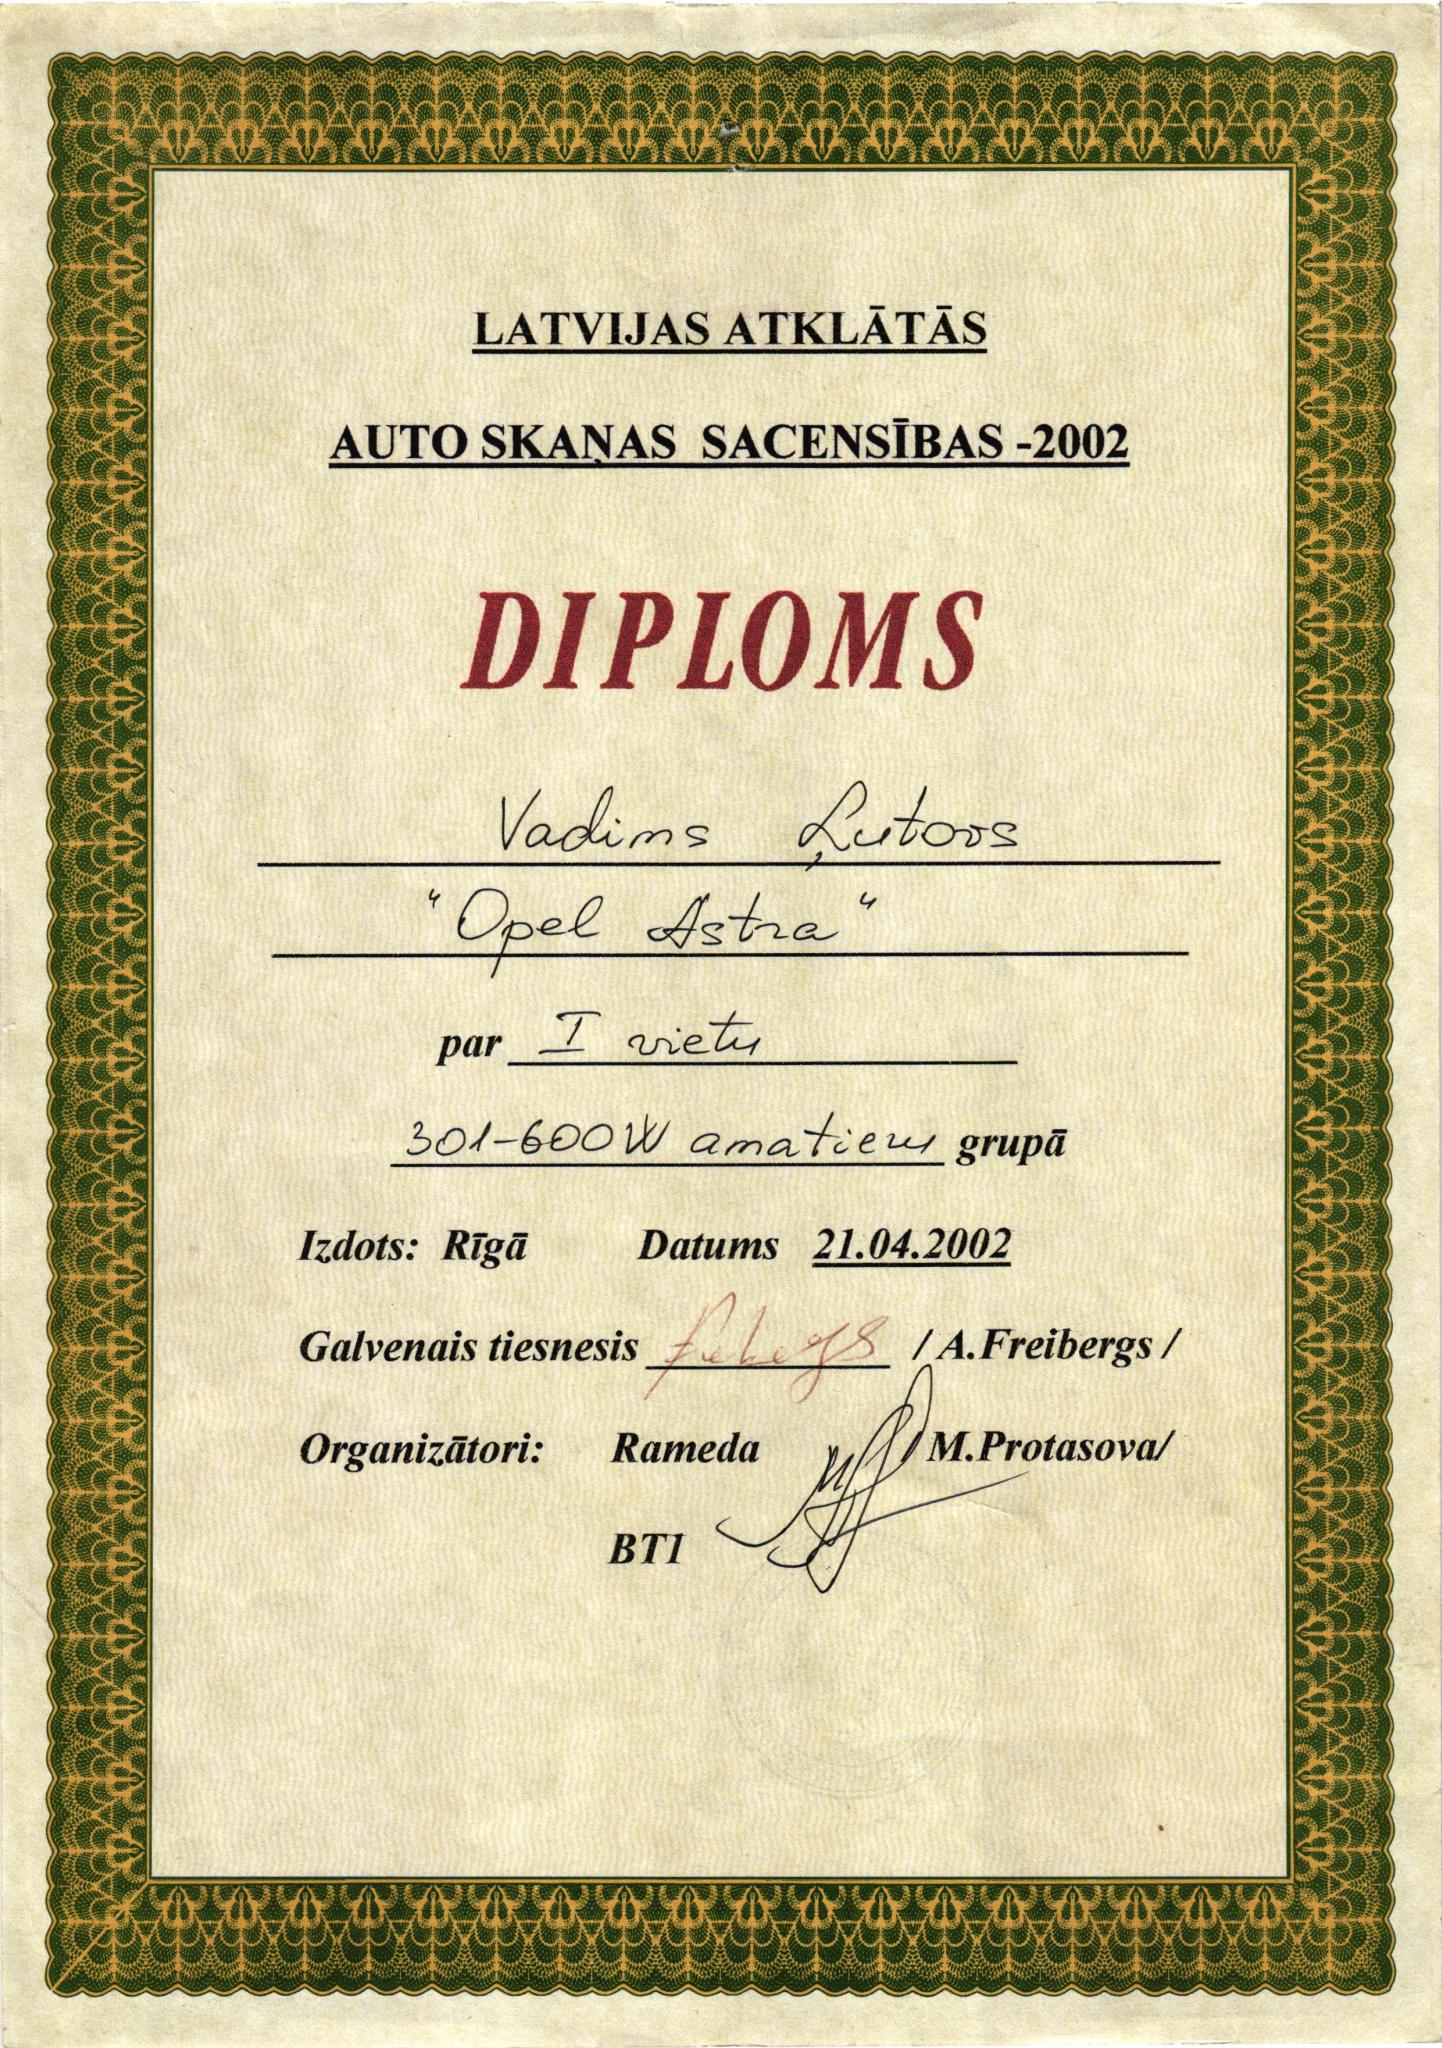 LATVIJAS ATKLĀTĀS
AUTO SKAŅAS SACENSĪBAS -2002
DIPLOMS
Vadims Ļutovs
"Opel Astra"
par I vietu
301-600W amatieru grupā
Izdots: Rīgā Datums 21.04.2002
Galvenais tiesnesis / A.Freibergs /
Organizātori: Rameda / M.Protasova/
BT1